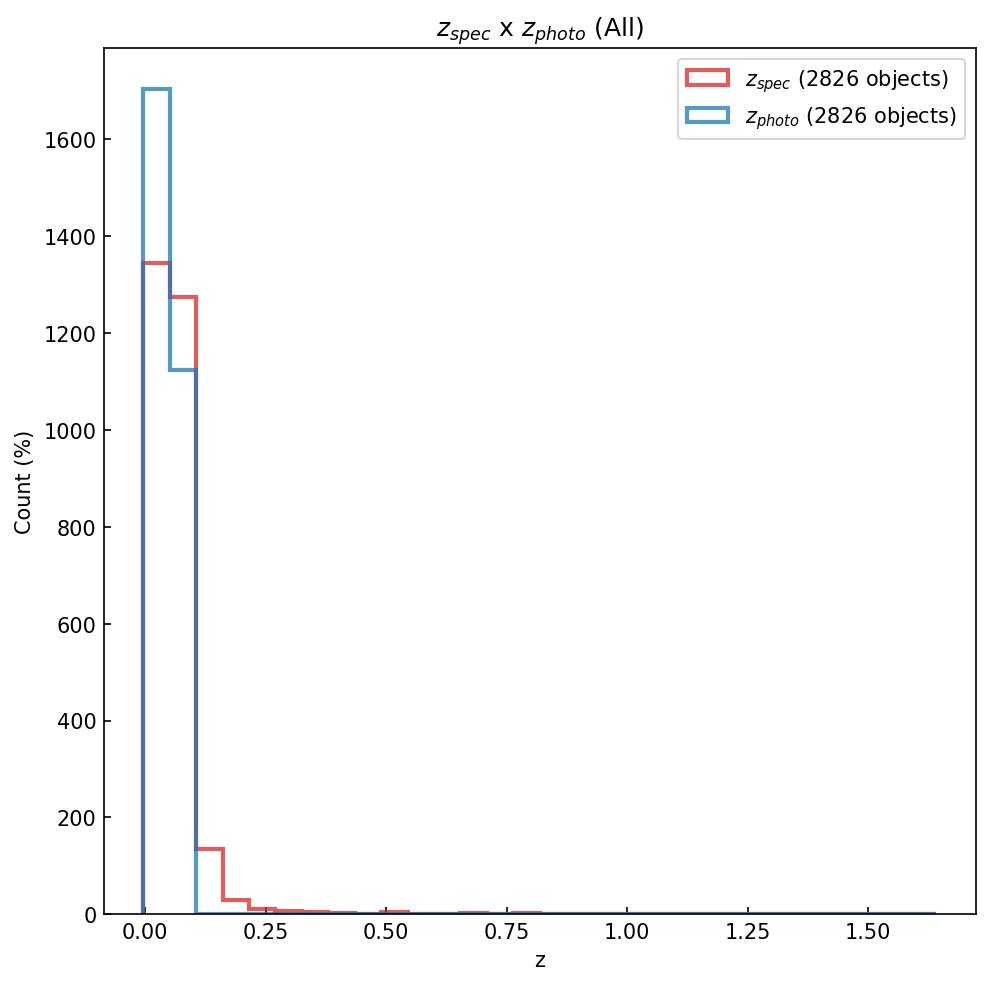 z_spec x z_photo (All)
z_spec (2826 objects)
z_photo (2826 objects)
Count (%)
1600
1400
1200
1000
800
600
400
200
0
0.00 0.25 0.50 0.75 1.00 1.25 1.50
z